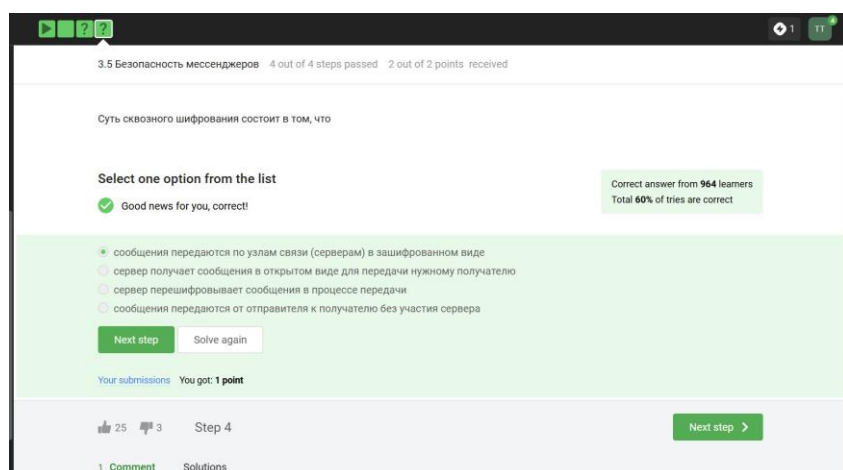 ? ?
1 TT 4
3.5 Безопасность мессенджеров 4 out of 4 steps passed 2 out of 2 points received
Суть сквозного шифрования состоит в том, что
Select one option from the list
Correct answer from 964 learners
Total 60% of tries are correct
Good news for you, correct!
сообщения передаются по узлам связи (серверам) в зашифрованном виде
сервер получает сообщения в открытом виде для передачи нужному получателю
сервер перешифровывает сообщения в процессе передачи
сообщения передаются от отправителя к получателю без участия сервера
Next step Solve again
Your submissions You got: 1 point
25 3 Step 4 Next step
1 Comment Solutions